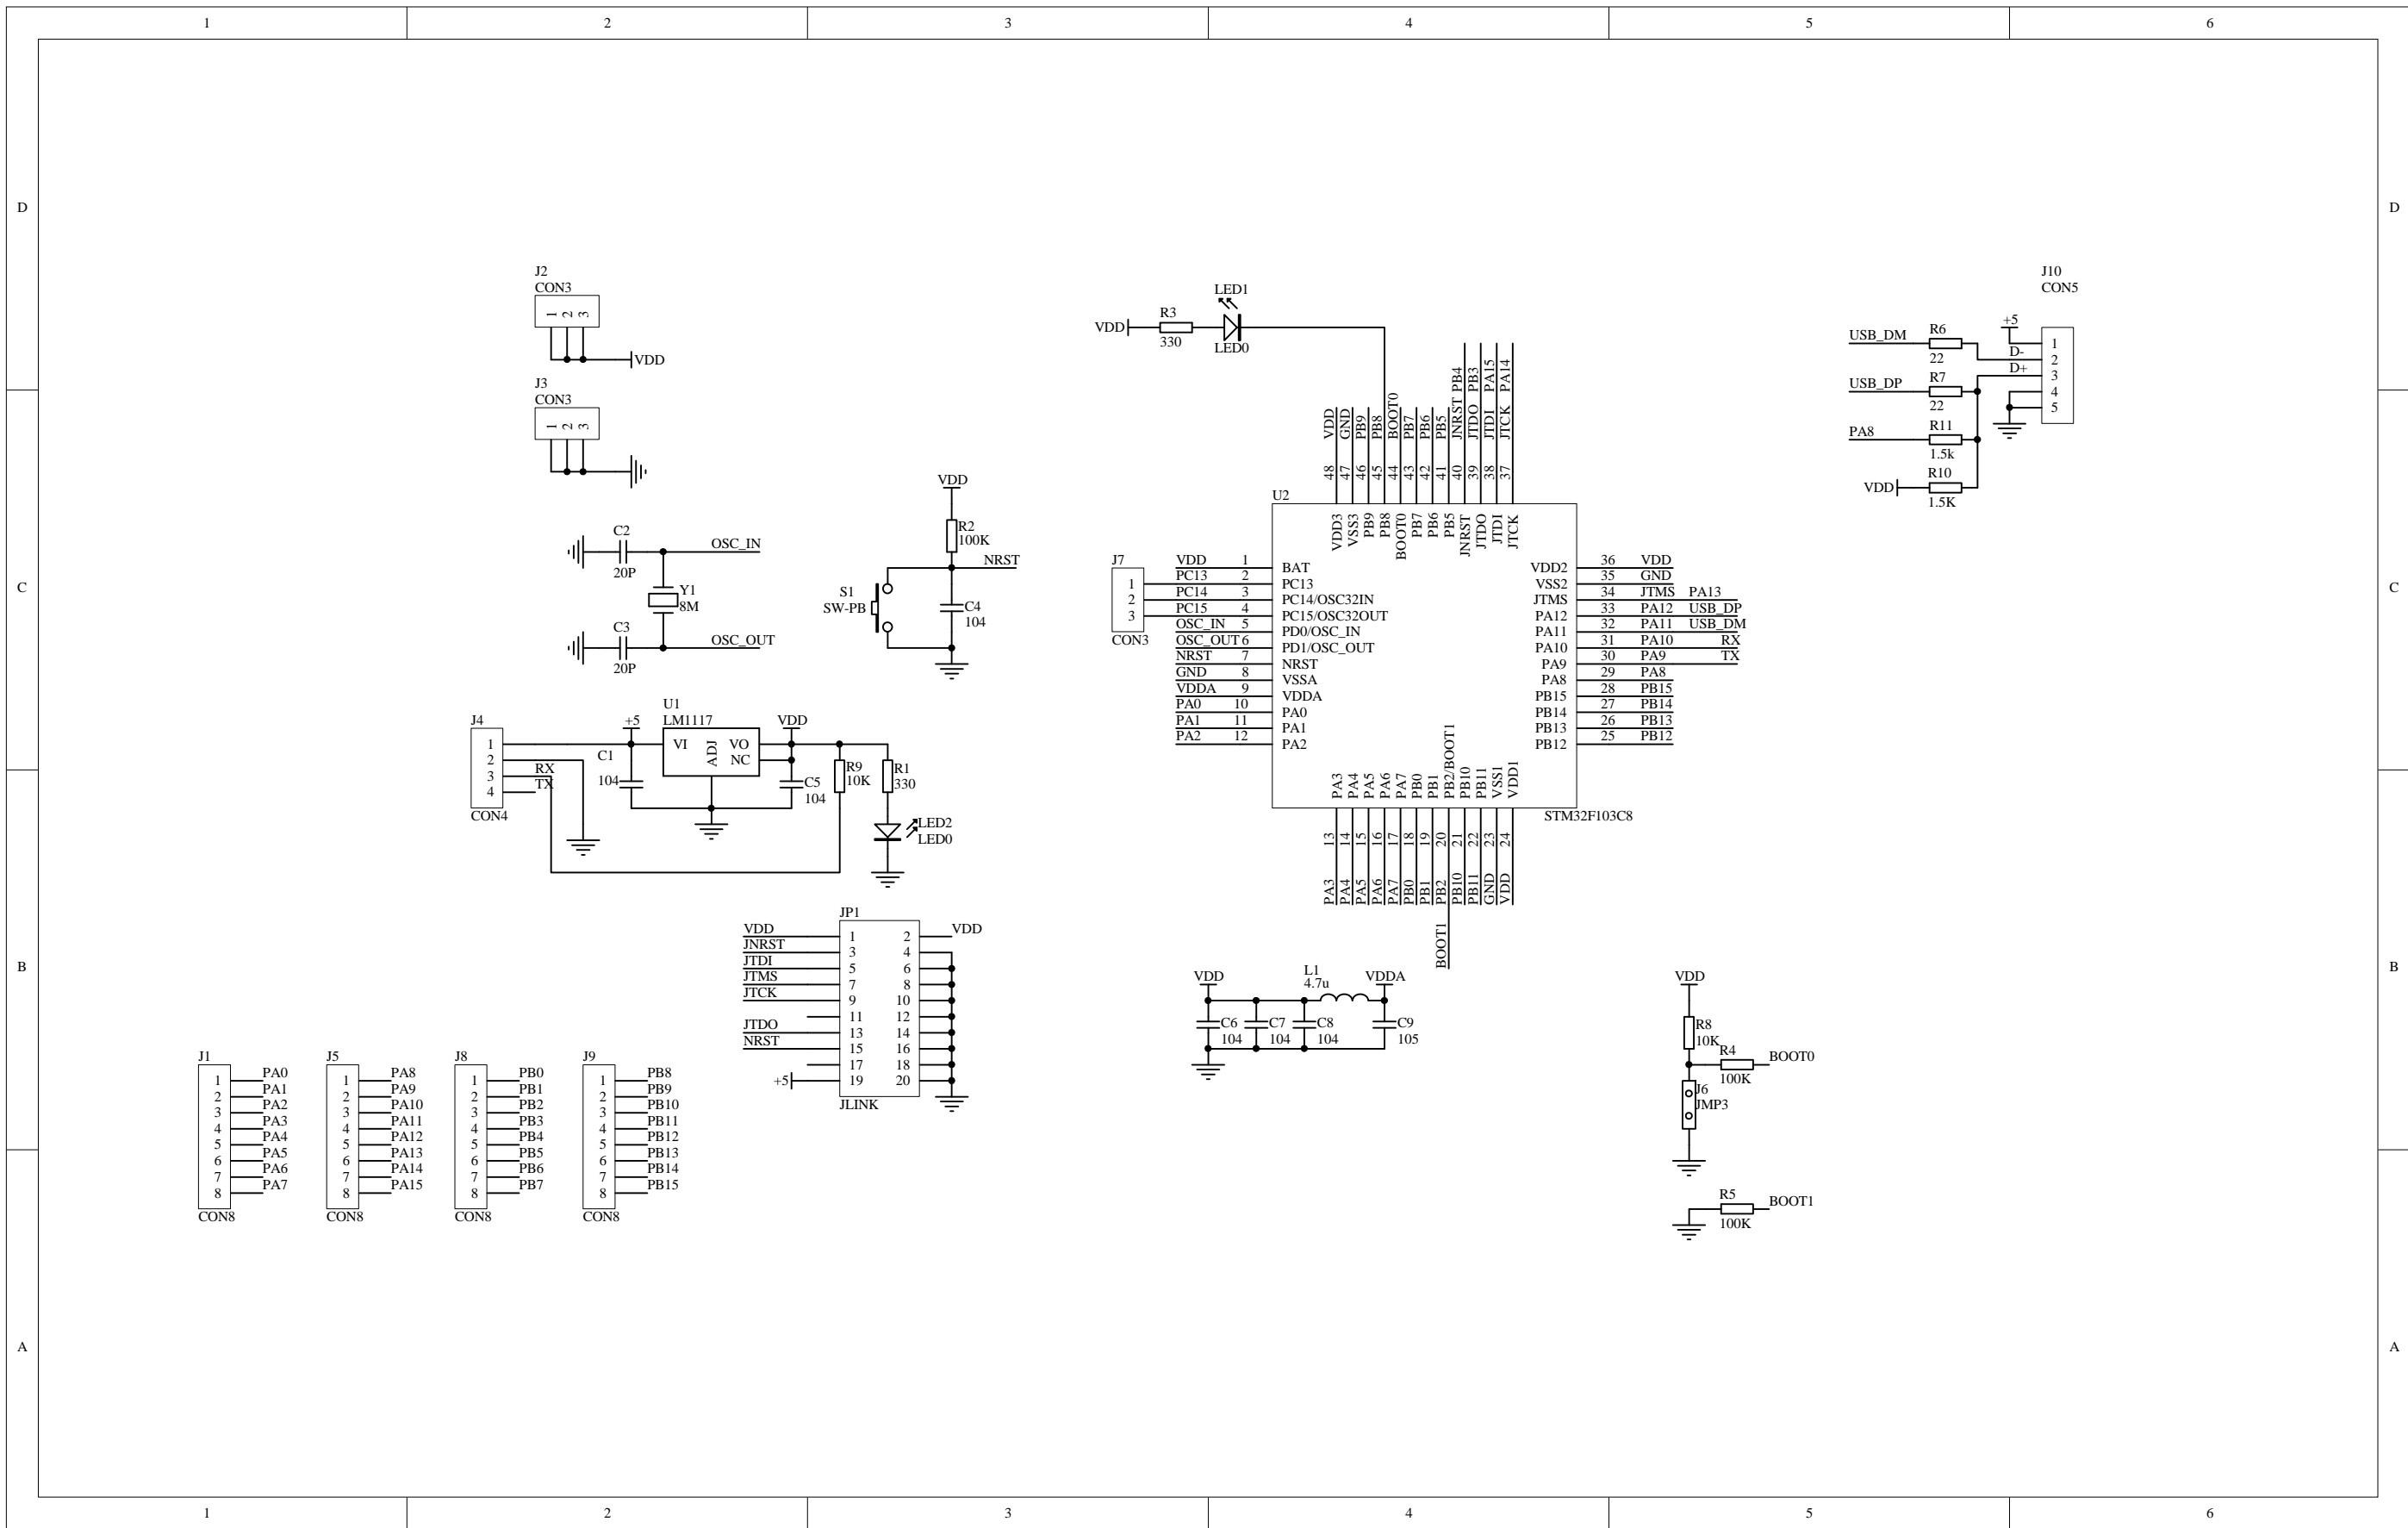 1 2 3 4 5 6
D D
J2
CON3
1 2 3
VDD
J3
CON3
1 2 3
LED1
VDD R3
330
LED0
J10
CON5
+5
USB_DM R6
22
D-
D+
USB_DP R7
22
PA8 R11
1.5k
VDD R10
1.5K
1
2
3
4
5
C C
C2
20P
OSC_IN
Y1
8M
C3
20P
OSC_OUT
VDD
R2
100K
NRST
S1
SW-PB
C4
104
J7
1
2
3
CON3
U2
VDD 48 VDD3
GND 47 VSS3
PB9 46 PB9
PB8 45 PB8
BOOT0 44 BOOT0
PB7 43 PB7
PB6 42 PB6
PB5 41 PB5
JNRST PB4 40 JNRST
JTDO PB3 39 JTDO
JTDI PA15 38 JTDI
JTCK PA14 37 JTCK
VDD 1 BAT
PC13 2 PC13
PC14 3 PC14/OSC32IN
PC15 4 PC15/OSC32OUT
OSC_IN 5 PD0/OSC_IN
OSC_OUT 6 PD1/OSC_OUT
NRST 7 NRST
GND 8 VSSA
VDDA 9 VDDA
PA0 10 PA0
PA1 11 PA1
PA2 12 PA2
VDD2 36 VDD
VSS2 35 GND
JTMS 34 JTMS PA13
PA12 33 PA12 USB_DP
PA11 32 PA11 USB_DM
PA10 31 PA10 RX
PA9 30 PA9 TX
PA8 29 PA8
PB15 28 PB15
PB14 27 PB14
PB13 26 PB13
PB12 25 PB12
PA3 13 PA3
PA4 14 PA4
PA5 15 PA5
PA6 16 PA6
PA7 17 PA7
PB0 18 PB0
PB1 19 PB1
PB2/BOOT1 20 PB2 BOOT1
PB10 21 PB10
PB11 22 PB11
VSS1 23 GND
VDD1 24 VDD
STM32F103C8
J4
1
2
3 RX
4 TX
CON4
+5
C1
104
U1
LM1117
VI ADJ VO
NC
VDD
C5
104
R9
10K
R1
330
LED2
LED0
B B
JP1
VDD 1 2 VDD
JNRST 3 4
JTDI 5 6
JTMS 7 8
JTCK 9 10
11 12
JTDO 13 14
NRST 15 16
17 18
+5 19 20
JLINK
VDD L1
4.7u
VDDA
C6
104
C7
104
C8
104
C9
105
VDD
R8
10K
R4
100K
BOOT0
J6
JMP3
R5
100K
BOOT1
J1
1 PA0
2 PA1
3 PA2
4 PA3
5 PA4
6 PA5
7 PA6
8 PA7
CON8
J5
1 PA8
2 PA9
3 PA10
4 PA11
5 PA12
6 PA13
7 PA14
8 PA15
CON8
J8
1 PB0
2 PB1
3 PB2
4 PB3
5 PB4
6 PB5
7 PB6
8 PB7
CON8
J9
1 PB8
2 PB9
3 PB10
4 PB11
5 PB12
6 PB13
7 PB14
8 PB15
CON8
A A
1 2 3 4 5 6